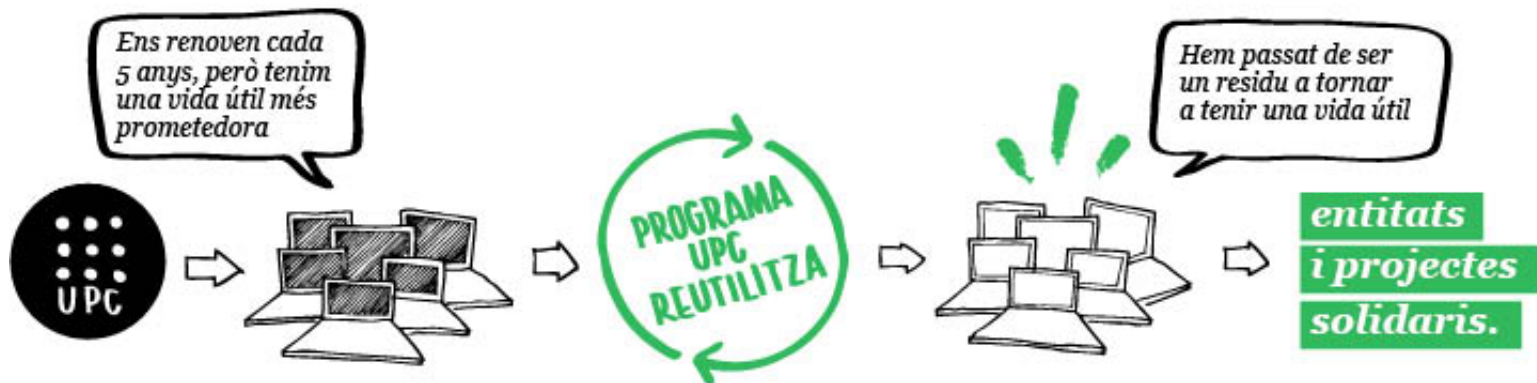 Ens renoven cada
5 anys, però tenim
una vida útil més
prometedora
UPC
PROGRAMA
UPC
REUTILITZA
Hem passat de ser
un residu a tornar
a tenir una vida útil
entitats
i projectes
solidaris.